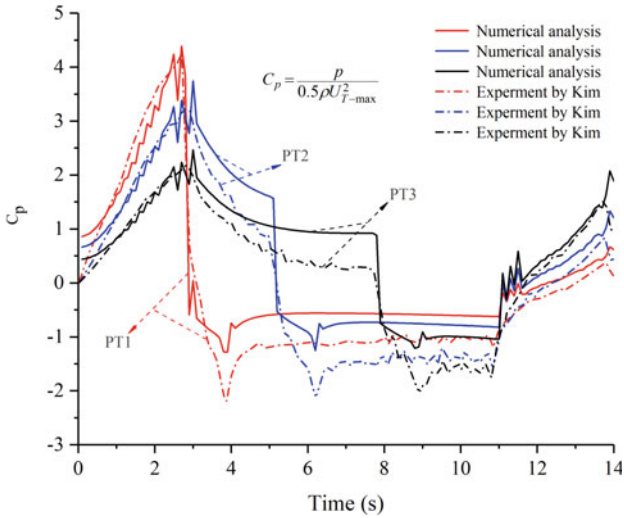 Numerical analysis
Numerical analysis
Numerical analysis
Experment by Kim
Experment by Kim
Experment by Kim
C_p = p / 0.5ρU²_{T-max}
PT2
PT3
PT1
5
4
3
2
1
0
-1
-2
-3
C_p
0 2 4 6 8 10 12 14
Time (s)